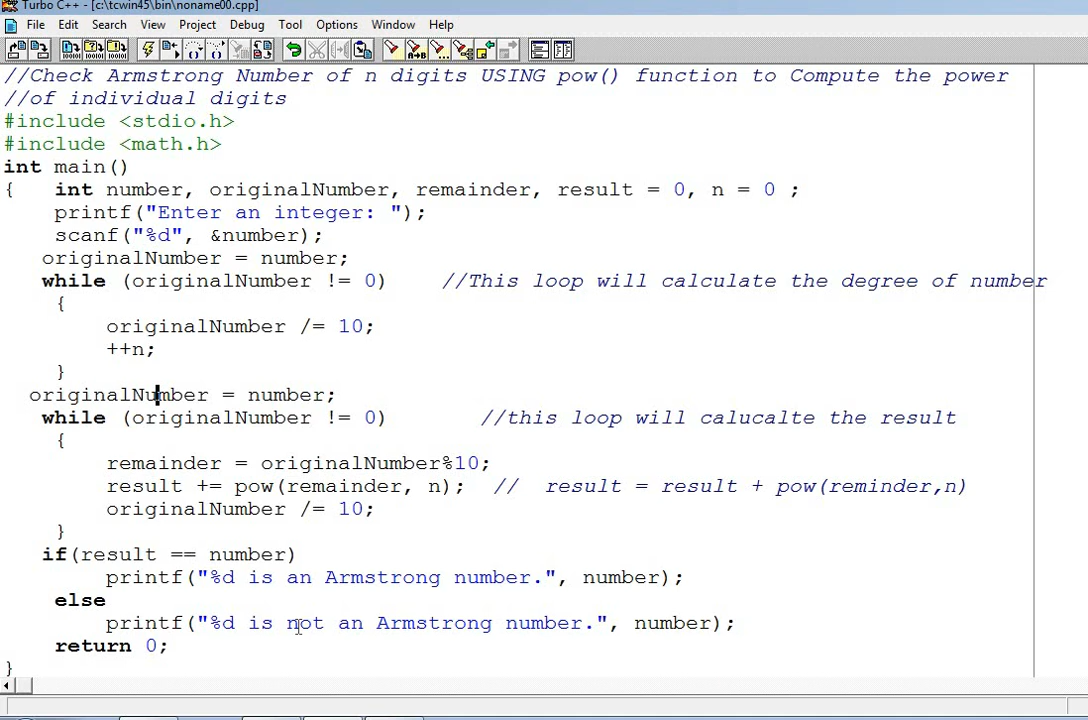 Turbo C++ - [c:\tcwin45\bin\noname00.cpp]
File Edit Search View Project Debug Tool Options Window Help
//Check Armstrong Number of n digits USING pow() function to Compute the power
//of individual digits
#include <stdio.h>
#include <math.h>
int main()
{ int number, originalNumber, remainder, result = 0, n = 0 ;
printf("Enter an integer: ");
scanf("%d", &number);
originalNumber = number;
while (originalNumber != 0) //This loop will calculate the degree of number
{
originalNumber /= 10;
++n;
}
originalNumber = number;
while (originalNumber != 0) //this loop will calucalte the result
{
remainder = originalNumber%10;
result += pow(remainder, n); // result = result + pow(reminder,n)
originalNumber /= 10;
}
if(result == number)
printf("%d is an Armstrong number.", number);
else
printf("%d is not an Armstrong number.", number);
return 0;
}